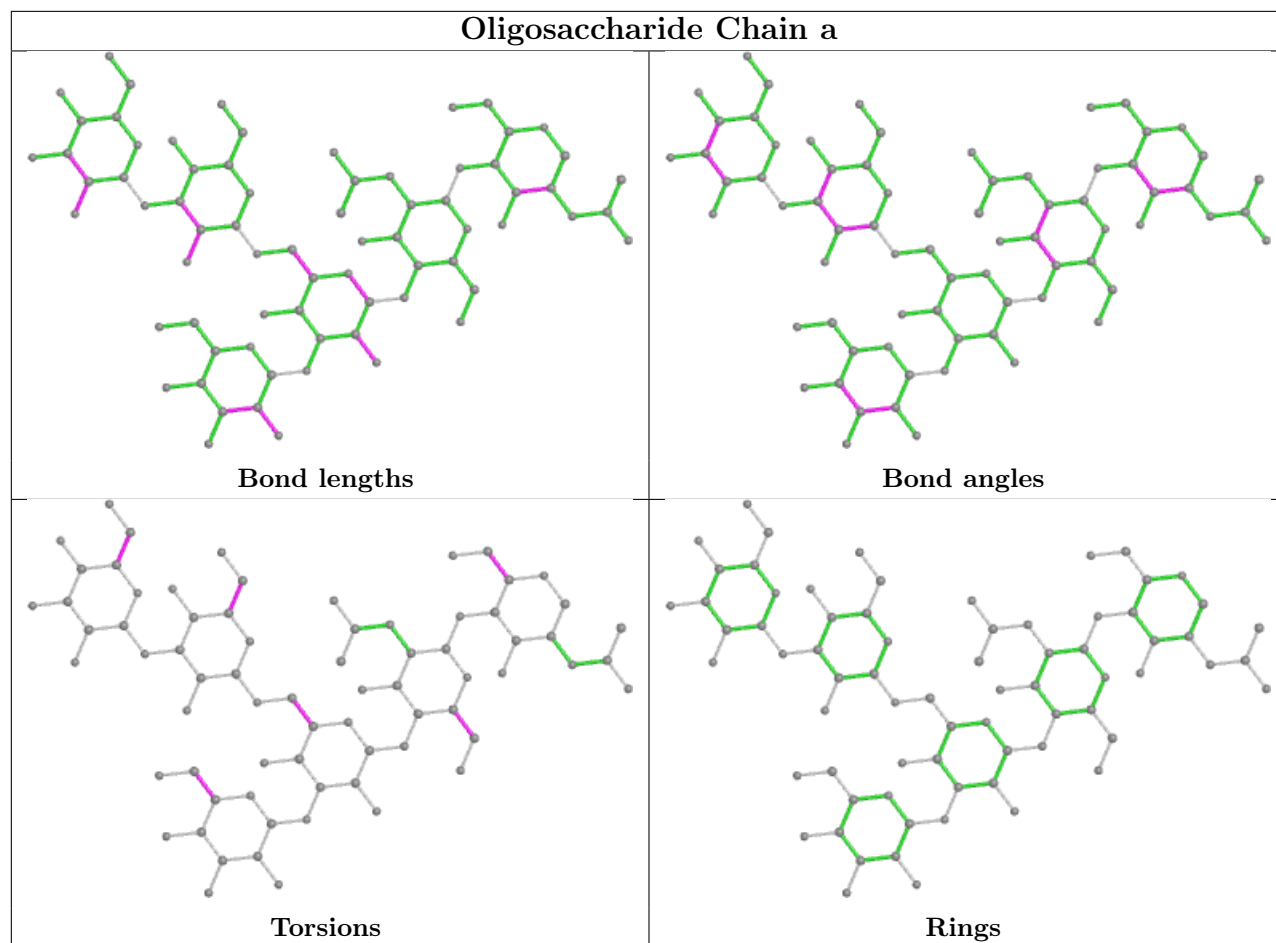 Oligosaccharide Chain a
Bond lengths
Bond angles
Torsions
Rings